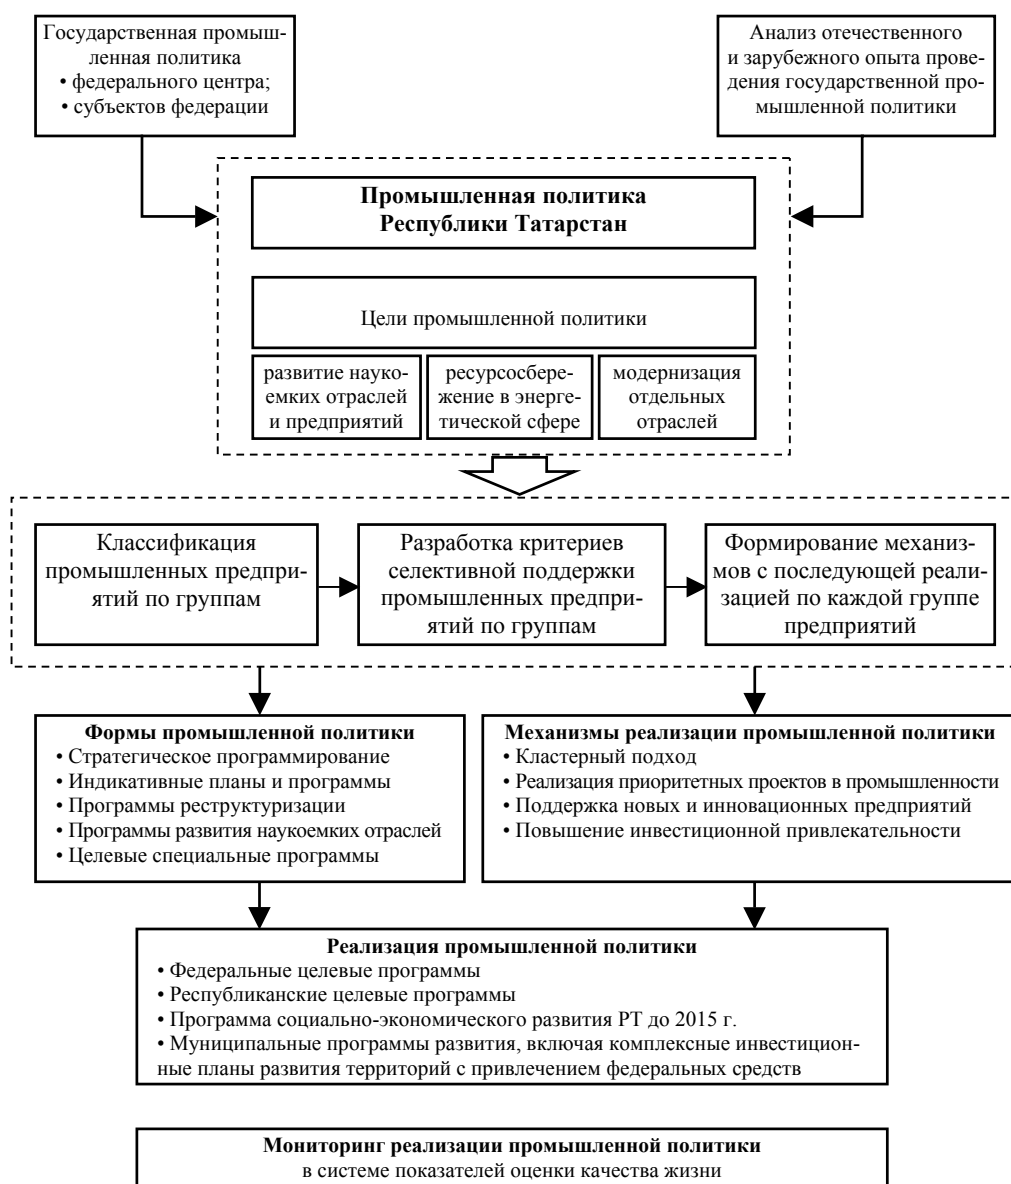 Государственная промыш-
ленная политика
• федерального центра;
• субъектов федерации
Анализ отечественного
и зарубежного опыта прове-
дения государственной про-
мышленной политики
Промышленная политика
Республики Татарстан
Цели промышленной политики
развитие науко-
емких отраслей
и предприятий
ресурсосбере-
жение в энерге-
тической сфере
модернизация
отдельных
отраслей
Классификация
промышленных предпри-
ятий по группам
Разработка критериев
селективной поддержки
промышленных предпри-
ятий по группам
Формирование механиз-
мов с последующей реали-
зацией по каждой группе
предприятий
Формы промышленной политики
• Стратегическое программирование
• Индикативные планы и программы
• Программы реструктуризации
• Программы развития наукоемких отраслей
• Целевые специальные программы
Механизмы реализации промышленной политики
• Кластерный подход
• Реализация приоритетных проектов в промышленности
• Поддержка новых и инновационных предприятий
• Повышение инвестиционной привлекательности
Реализация промышленной политики
• Федеральные целевые программы
• Республиканские целевые программы
• Программа социально-экономического развития РТ до 2015 г.
• Муниципальные программы развития, включая комплексные инвестицион-
ные планы развития территорий с привлечением федеральных средств
Мониторинг реализации промышленной политики
в системе показателей оценки качества жизни